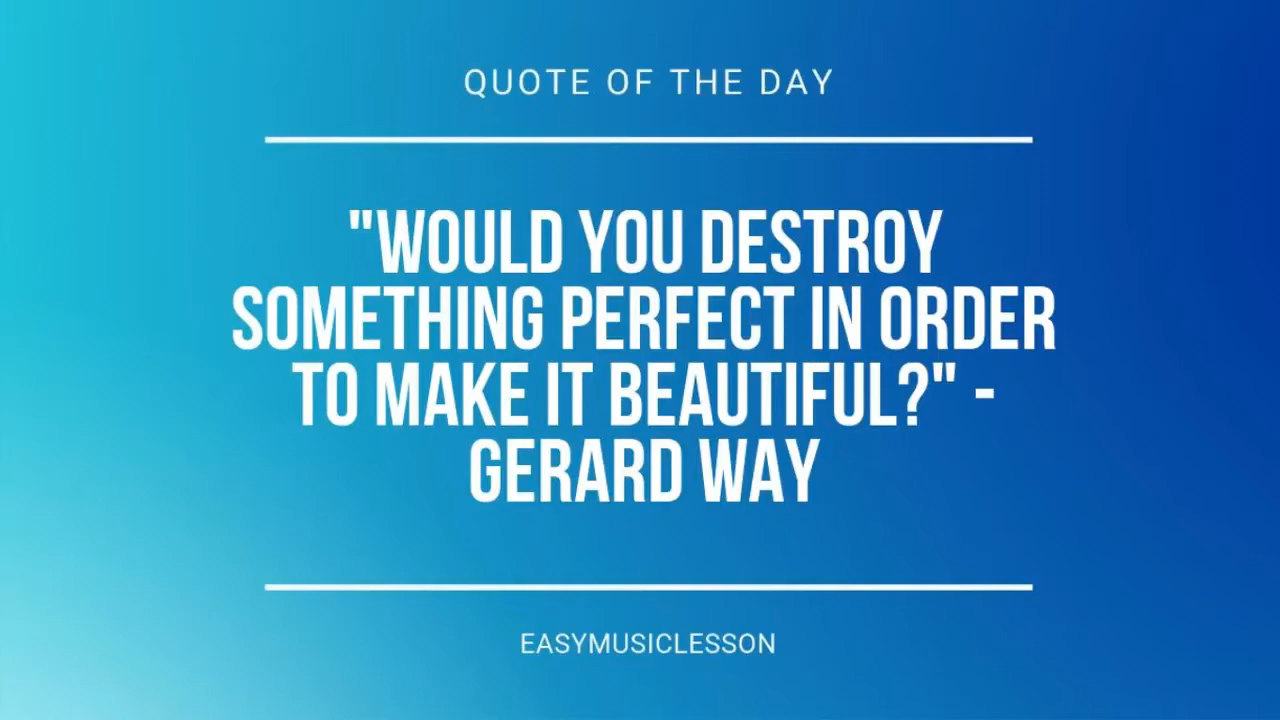 QUOTE OF THE DAY
"WOULD YOU DESTROY
SOMETHING PERFECT IN ORDER
TO MAKE IT BEAUTIFUL?" -
GERARD WAY
EASYMUSICLESSON